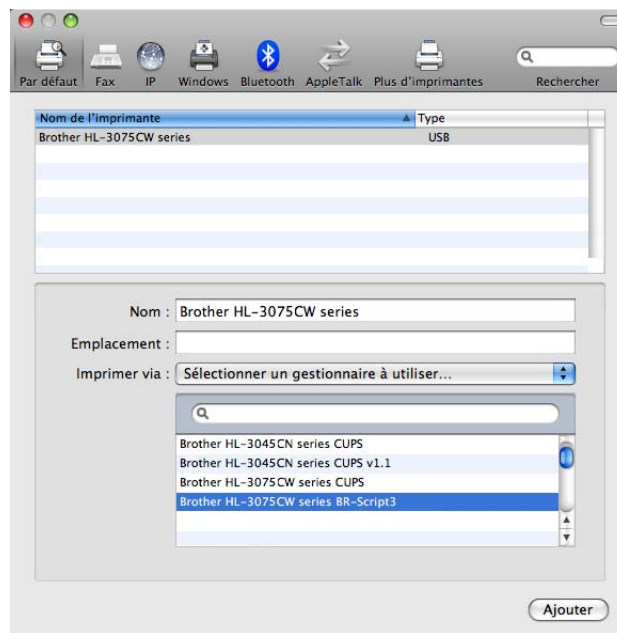 Par défaut Fax IP Windows Bluetooth AppleTalk Plus d'imprimantes Rechercher
Nom de l'imprimante Type
Brother HL-3075CW series USB
Nom : Brother HL-3075CW series
Emplacement :
Imprimer via : Sélectionner un gestionnaire à utiliser...
Brother HL-3045CN series CUPS
Brother HL-3045CN series CUPS v1.1
Brother HL-3075CW series CUPS
Brother HL-3075CW series BR-Script3
Ajouter